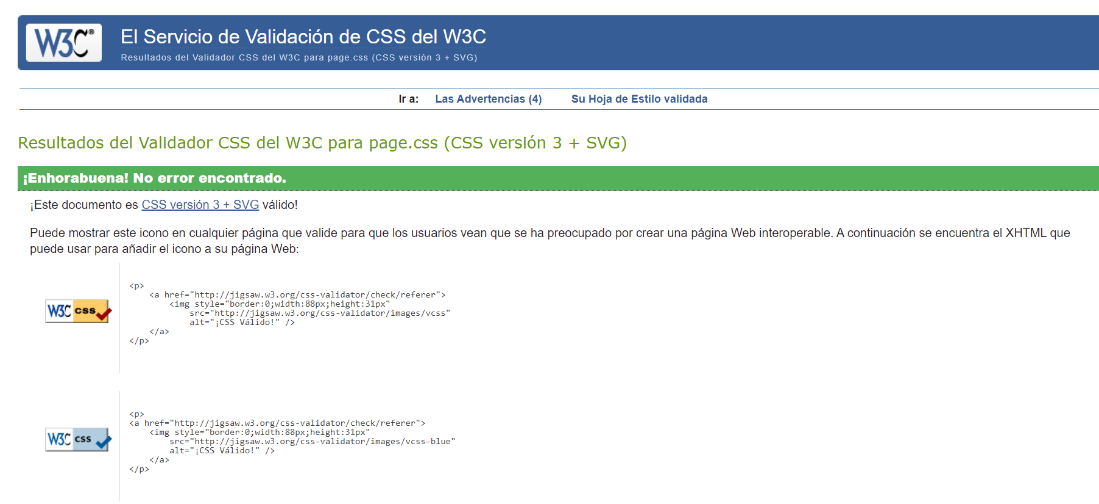 W3C® El Servicio de Validación de CSS del W3C
Resultados del Validador CSS del W3C para page.css (CSS versión 3 + SVG)
Ir a: Las Advertencias (4) Su Hoja de Estilo validada
Resultados del Validador CSS del W3C para page.css (CSS versión 3 + SVG)
¡Enhorabuena! No error encontrado.
¡Este documento es CSS versión 3 + SVG válido!
Puede mostrar este icono en cualquier página que valide para que los usuarios vean que se ha preocupado por crear una página Web interoperable. A continuación se encuentra el XHTML que
puede usar para añadir el icono a su página Web:
W3C css
<p>
<a href="http://jigsaw.w3.org/css-validator/check/referer">
<img style="border:0;width:88px;height:31px"
src="http://jigsaw.w3.org/css-validator/images/vcss"
alt="¡CSS Válido!" />
</a>
</p>
W3C css
<p>
<a href="http://jigsaw.w3.org/css-validator/check/referer">
<img style="border:0;width:88px;height:31px"
src="http://jigsaw.w3.org/css-validator/images/vcss-blue"
alt="¡CSS Válido!" />
</a>
</p>